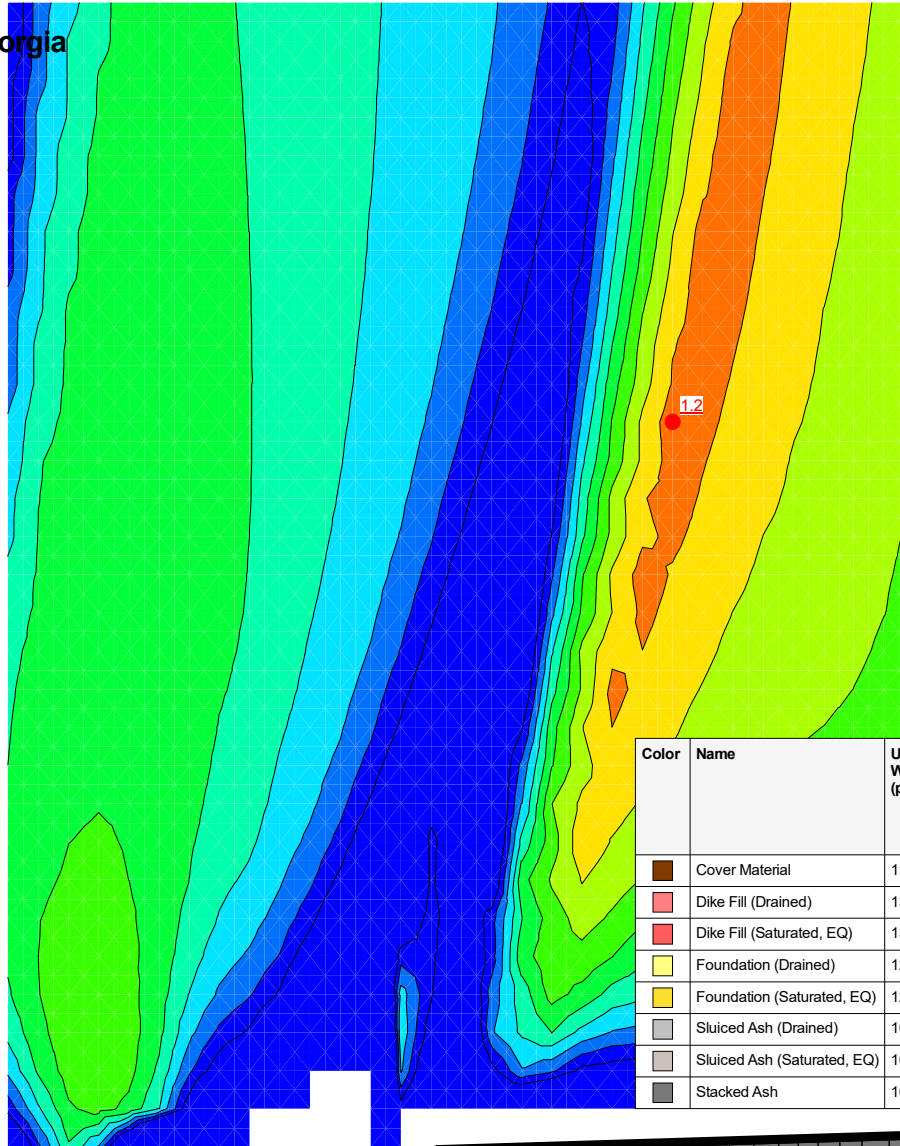 orgia
1.2
Color Name
Cover Material
Dike Fill (Drained)
Dike Fill (Saturated, EQ)
Foundation (Drained)
Foundation (Saturated, EQ)
Sluiced Ash (Drained)
Sluiced Ash (Saturated, EQ)
Stacked Ash